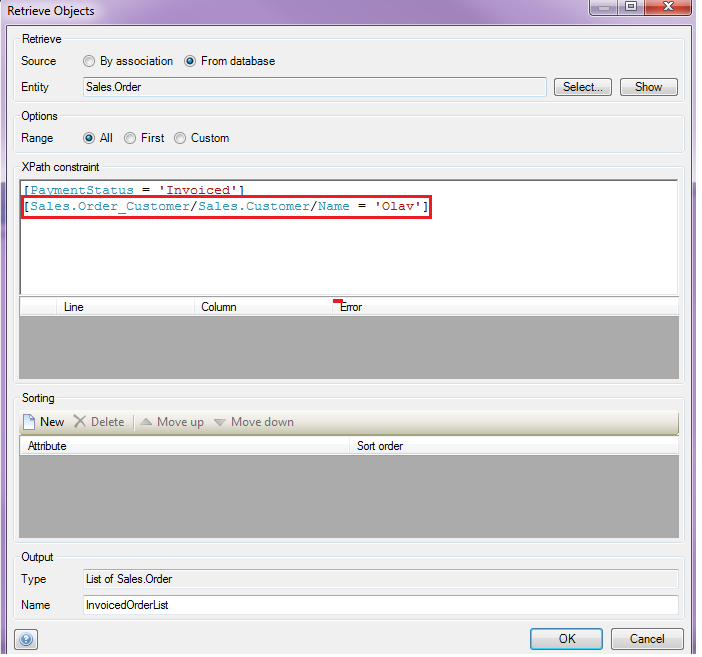 Retrieve Objects
Retrieve
Source By association From database
Entity Sales.Order Select... Show
Options
Range All First Custom
XPath constraint
[PaymentStatus = 'Invoiced']
[Sales.Order_Customer/Sales.Customer/Name = 'Olav']
Line Column Error
Sorting
New Delete Move up Move down
Attribute Sort order
Output
Type List of Sales.Order
Name InvoicedOrderList
OK Cancel